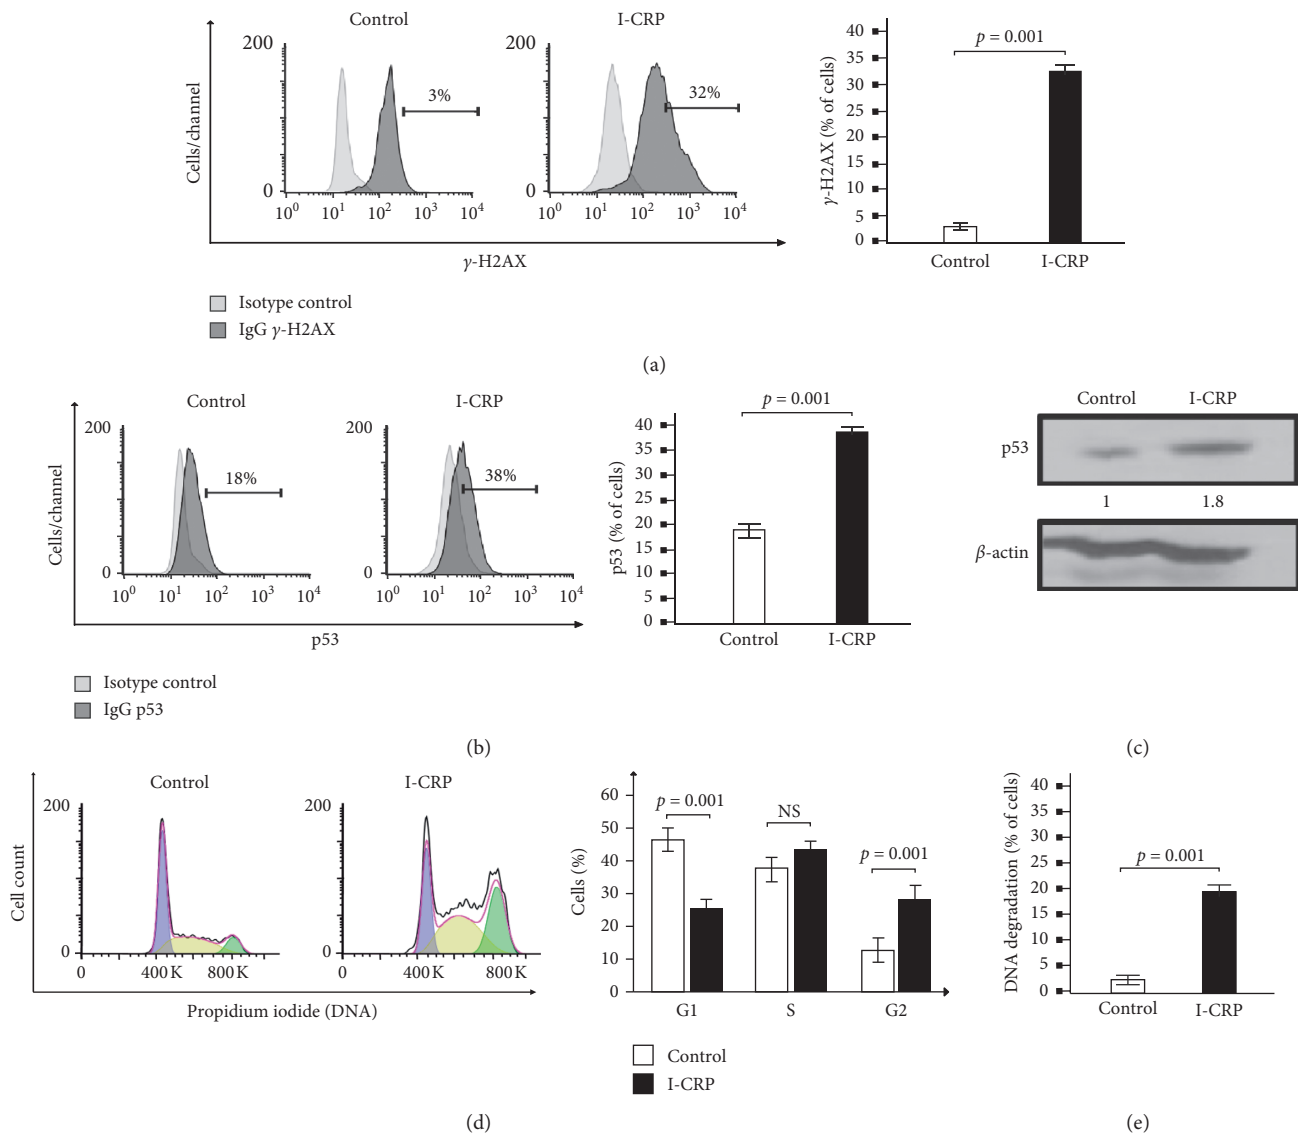 Control
I-CRP
200
0
Cells/channel
3%
10⁰ 10¹ 10² 10³ 10⁴
200
0
32%
10⁰ 10¹ 10² 10³ 10⁴
γ-H2AX
Isotype control
IgG γ-H2AX
γ-H2AX (% of cells)
40
35
30
25
20
15
10
5
0
p = 0.001
Control I-CRP
(a)
Control
I-CRP
200
0
Cells/channel
18%
10⁰ 10¹ 10² 10³ 10⁴
200
0
38%
10⁰ 10¹ 10² 10³ 10⁴
p53
Isotype control
IgG p53
p53 (% of cells)
40
35
30
25
20
15
10
5
0
p = 0.001
Control I-CRP
(b)
Control I-CRP
p53
1 1.8
β-actin
(c)
Control
I-CRP
200
0
Cell count
0 400 K 800 K
200
0
0 400 K 800 K
Propidium iodide (DNA)
Cells (%)
60
50
40
30
20
10
0
p = 0.001
NS
p = 0.001
G1 S G2
Control
I-CRP
(d)
DNA degradation (% of cells)
40
35
30
25
20
15
10
5
0
p = 0.001
Control I-CRP
(e)